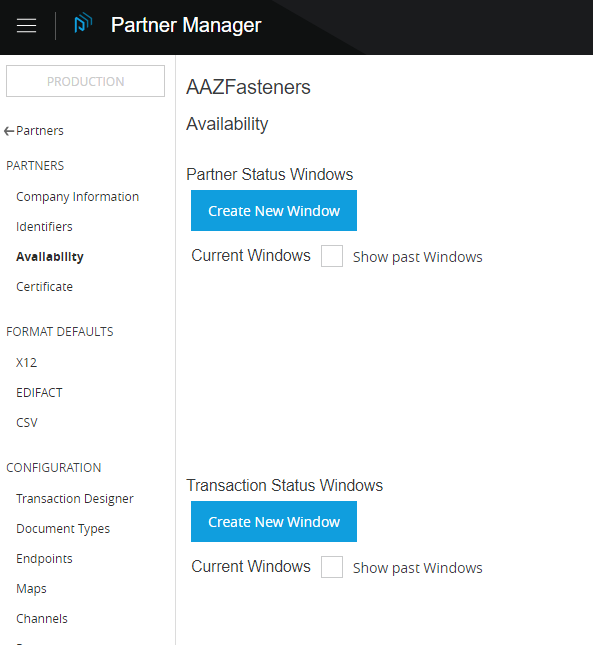 Partner Manager
PRODUCTION
Partners
PARTNERS
Company Information
Identifiers
Availability
Certificate
FORMAT DEFAULTS
X12
EDIFACT
CSV
CONFIGURATION
Transaction Designer
Document Types
Endpoints
Maps
Channels
AAZFasteners
Availability
Partner Status Windows
Create New Window
Current Windows Show past Windows
Transaction Status Windows
Create New Window
Current Windows Show past Windows